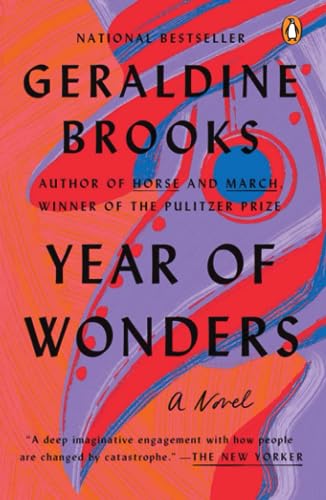 NATIONAL BESTSELLER
GERALDINE
BROOKS
AUTHOR OF HORSE AND MARCH,
WINNER OF THE PULITZER PRIZE
YEAR OF
WONDERS
A Novel
"A deep imaginative engagement with how people
are changed by catastrophe." —THE NEW YORKER